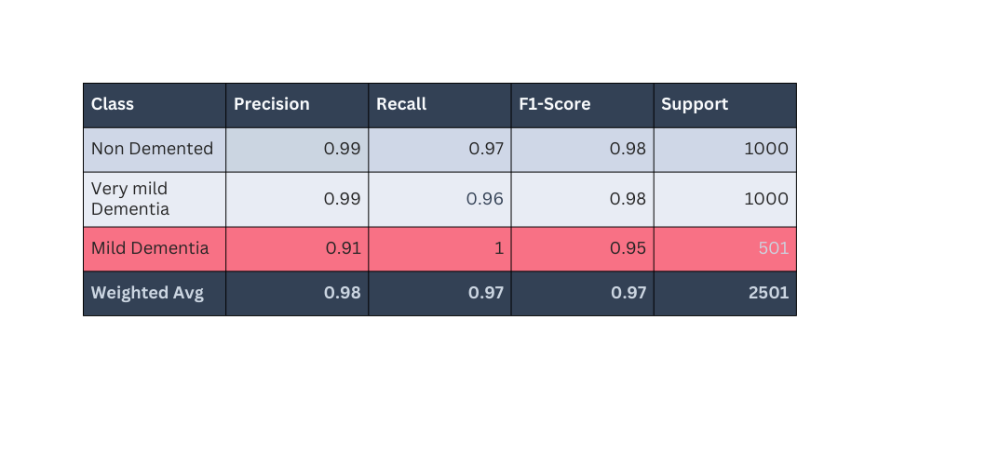 Class Precision Recall F1-Score Support
Non Demented 0.99 0.97 0.98 1000
Very mild
Dementia 0.99 0.96 0.98 1000
Mild Dementia 0.91 1 0.95 501
Weighted Avg 0.98 0.97 0.97 2501